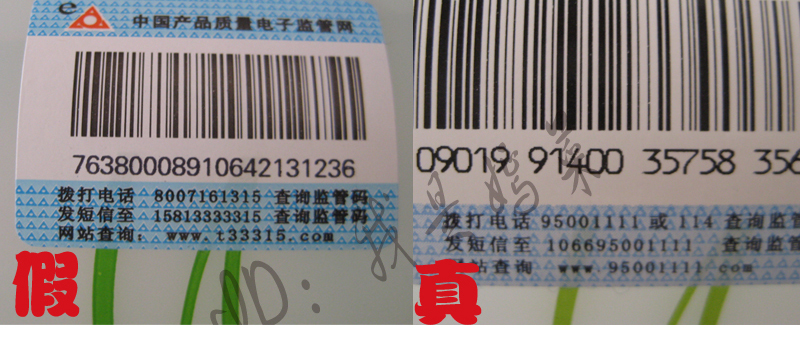 e
中国产品质量电子监管网
76380008910642131236
拨打电话 8007161315 查询监管码
发短信至 15813333315 查询监管码
网站查询: www.t33315.com
假
09019 91400 35758 356
拨打电话 95001111 或 114 查询监管
发短信至 106695001111 查询监
站查询 www.95001111.com
真